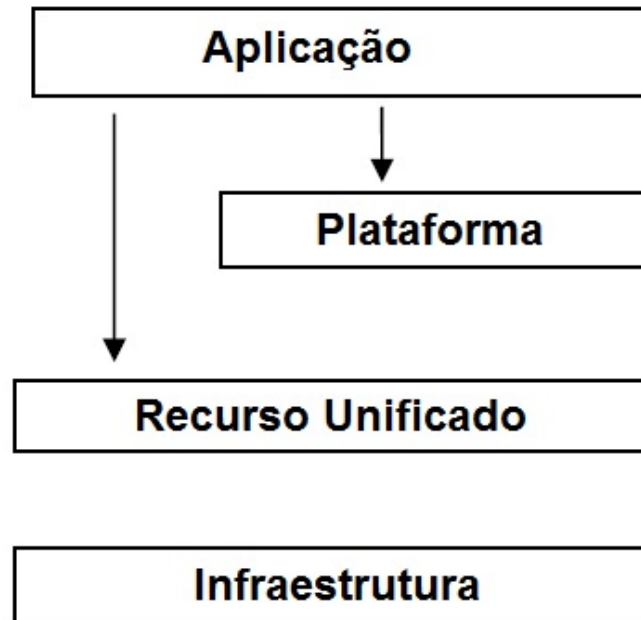 Aplicação
Plataforma
Recurso Unificado
Infraestrutura